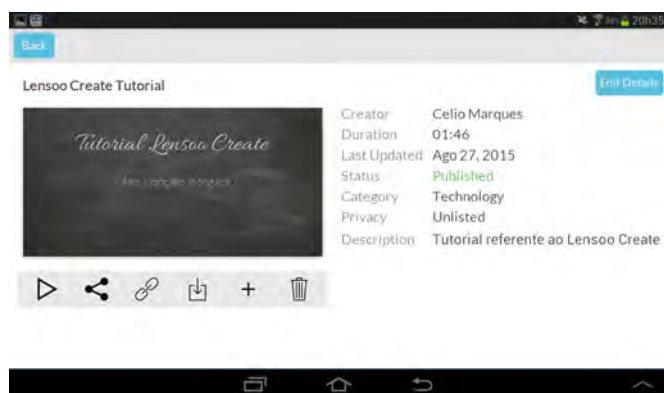 20h35
Back
Edit Details
Lensoo Create Tutorial
Tutorial Lensoo Create
Creator Celio Marques
Duration 01:46
Last Updated Ago 27, 2015
Status Published
Category Technology
Privacy Unlisted
Description Tutorial referente ao Lensoo Create